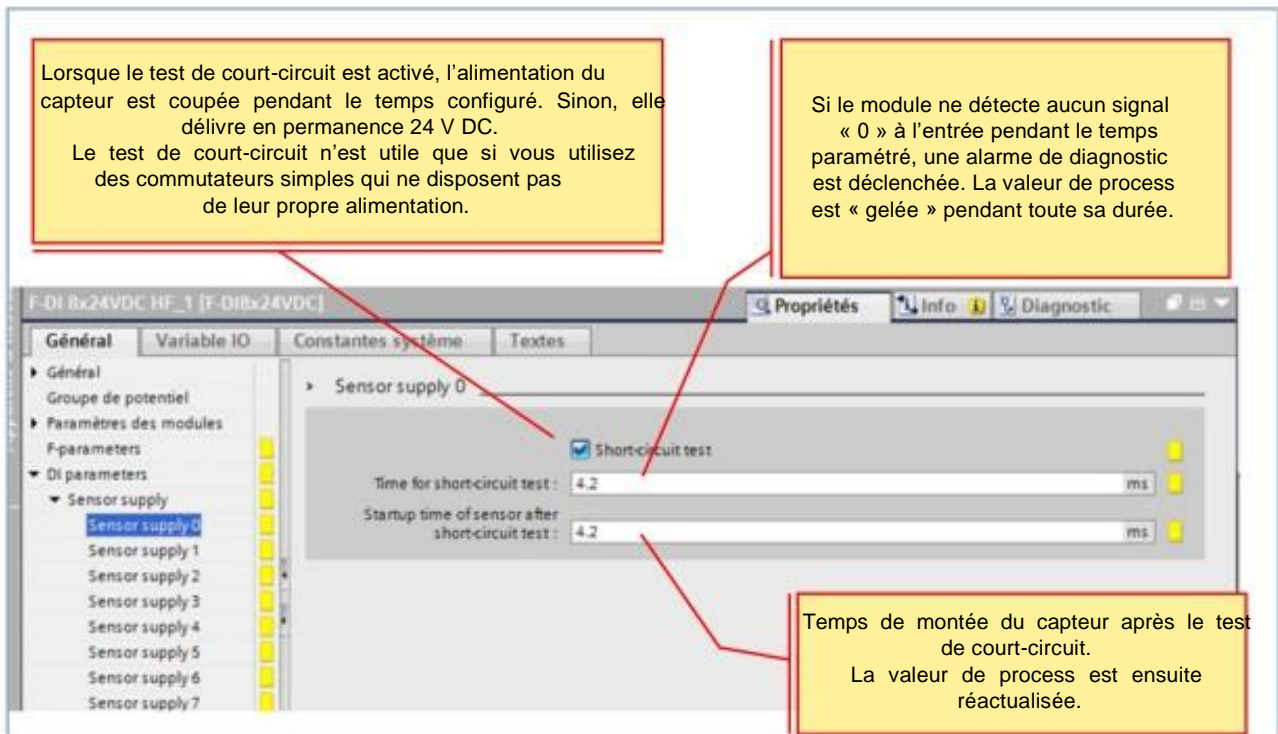 Lorsque le test de court-circuit est activé, l'alimentation du
capteur est coupée pendant le temps configuré. Sinon, elle
délivre en permanence 24 V DC.
Le test de court-circuit n'est utile que si vous utilisez
des commutateurs simples qui ne disposent pas
de leur propre alimentation.
Si le module ne détecte aucun signal
« 0 » à l'entrée pendant le temps
paramétré, une alarme de diagnostic
est déclenchée. La valeur de process
est « gelée » pendant toute sa durée.
F-DI 8x24VDC HF_1 [F-DI8x24VDC]
Propriétés
Info
Diagnostic
Général
Variable IO
Constantes système
Textes
Général
Groupe de potentiel
Paramètres des modules
F-parameters
DI parameters
Sensor supply
Sensor supply 0
Sensor supply 1
Sensor supply 2
Sensor supply 3
Sensor supply 4
Sensor supply 5
Sensor supply 6
Sensor supply 7
Sensor supply 0
Short-circuit test
Time for short-circuit test : 4.2 ms
Startup time of sensor after
short-circuit test : 4.2 ms
Temps de montée du capteur après le test
de court-circuit.
La valeur de process est ensuite
réactualisée.